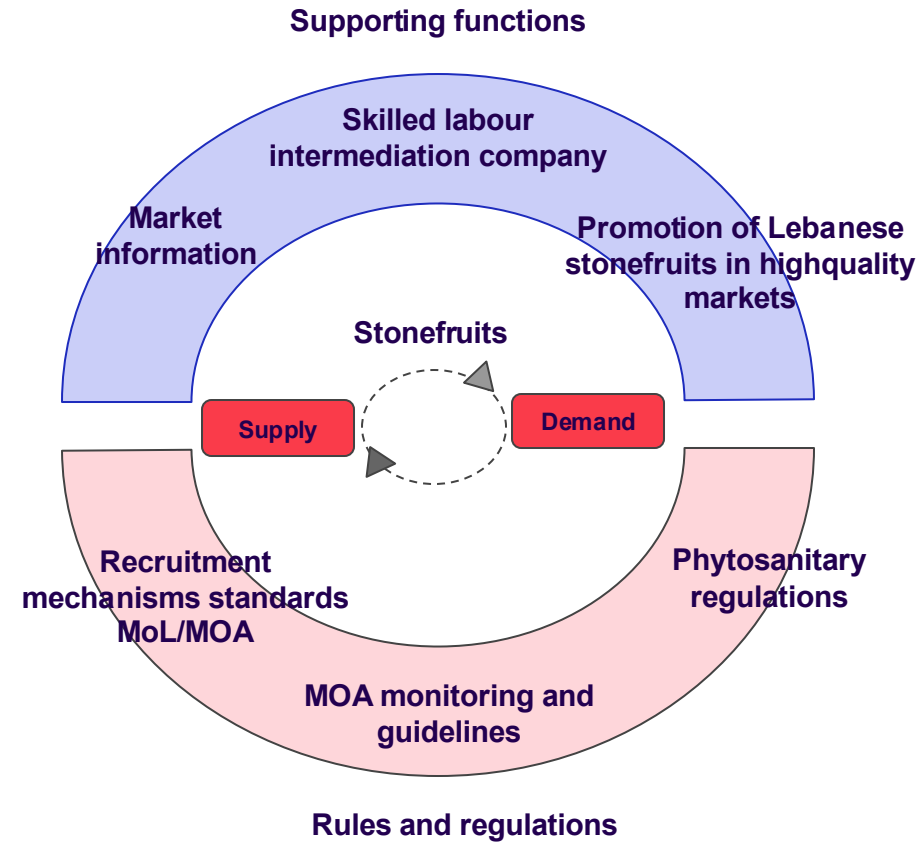 Supporting functions
Skilled labour
intermediation company
Market
information
Promotion of Lebanese
stonefruits in highquality
markets
Stonefruits
Supply
Demand
Recruitment
mechanisms standards
MoL/MOA
Phytosanitary
regulations
MOA monitoring and
guidelines
Rules and regulations